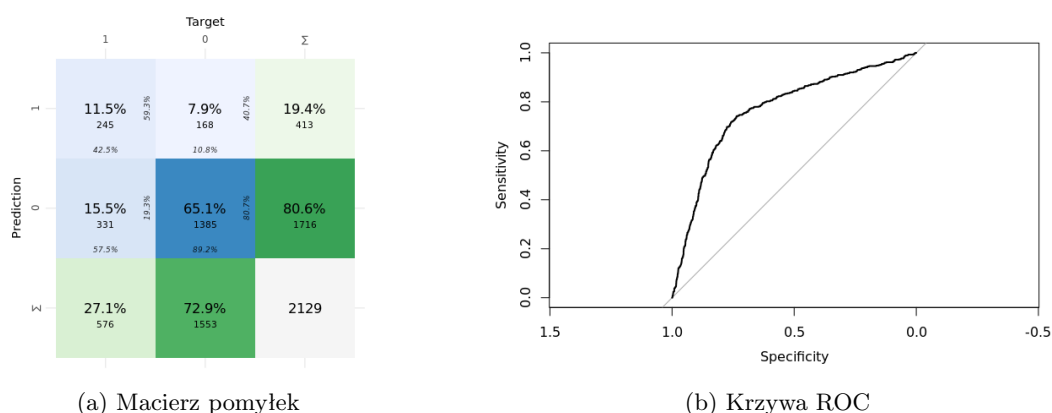 Target
1 0 Σ
Prediction
1
11.5% 7.9% 19.4%
245 59.3% 168 40.7% 413
42.5% 10.8%
0
15.5% 65.1% 80.6%
331 19.3% 1385 80.7% 1716
57.5% 89.2%
Σ
27.1% 72.9% 2129
576 1553
(a) Macierz pomyłek
Sensitivity
1.0
0.8
0.6
0.4
0.2
0.0
1.5 1.0 0.5 0.0 -0.5
Specificity
(b) Krzywa ROC